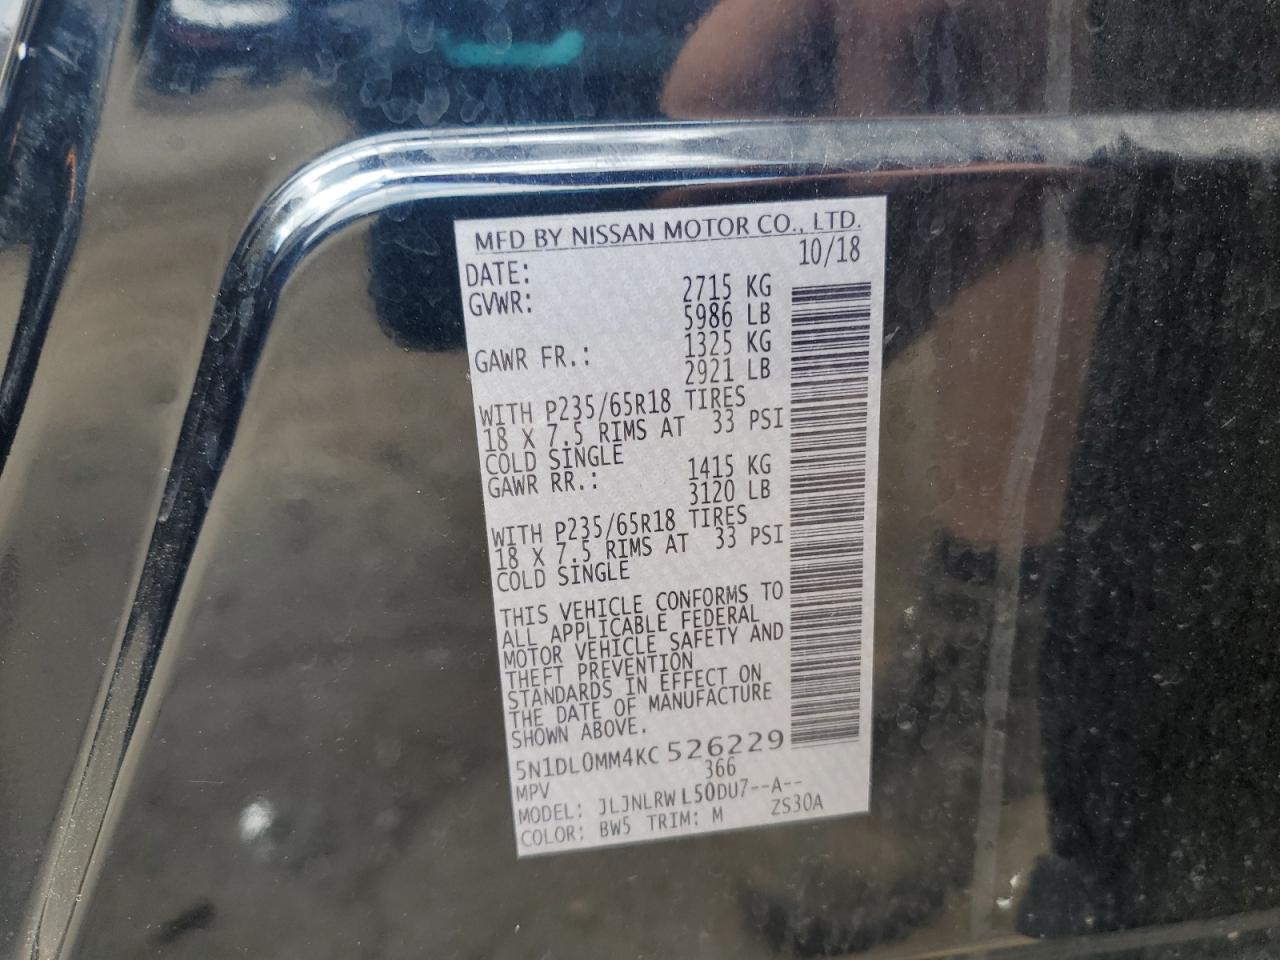 MFD BY NISSAN MOTOR CO., LTD.
DATE: 10/18
GVWR: 2715 KG
5986 LB
GAWR FR.: 1325 KG
2921 LB
WITH P235/65R18 TIRES
18 X 7.5 RIMS AT 33 PSI
COLD SINGLE
GAWR RR.: 1415 KG
3120 LB
WITH P235/65R18 TIRES
18 X 7.5 RIMS AT 33 PSI
COLD SINGLE
THIS VEHICLE CONFORMS TO
ALL APPLICABLE FEDERAL
MOTOR VEHICLE SAFETY AND
THEFT PREVENTION
STANDARDS IN EFFECT ON
THE DATE OF MANUFACTURE
SHOWN ABOVE.
5N1DL0MM4KC526229
MPV 366
MODEL: JLJNLRWL50DU7--A--
COLOR: BW5 TRIM: M ZS30A